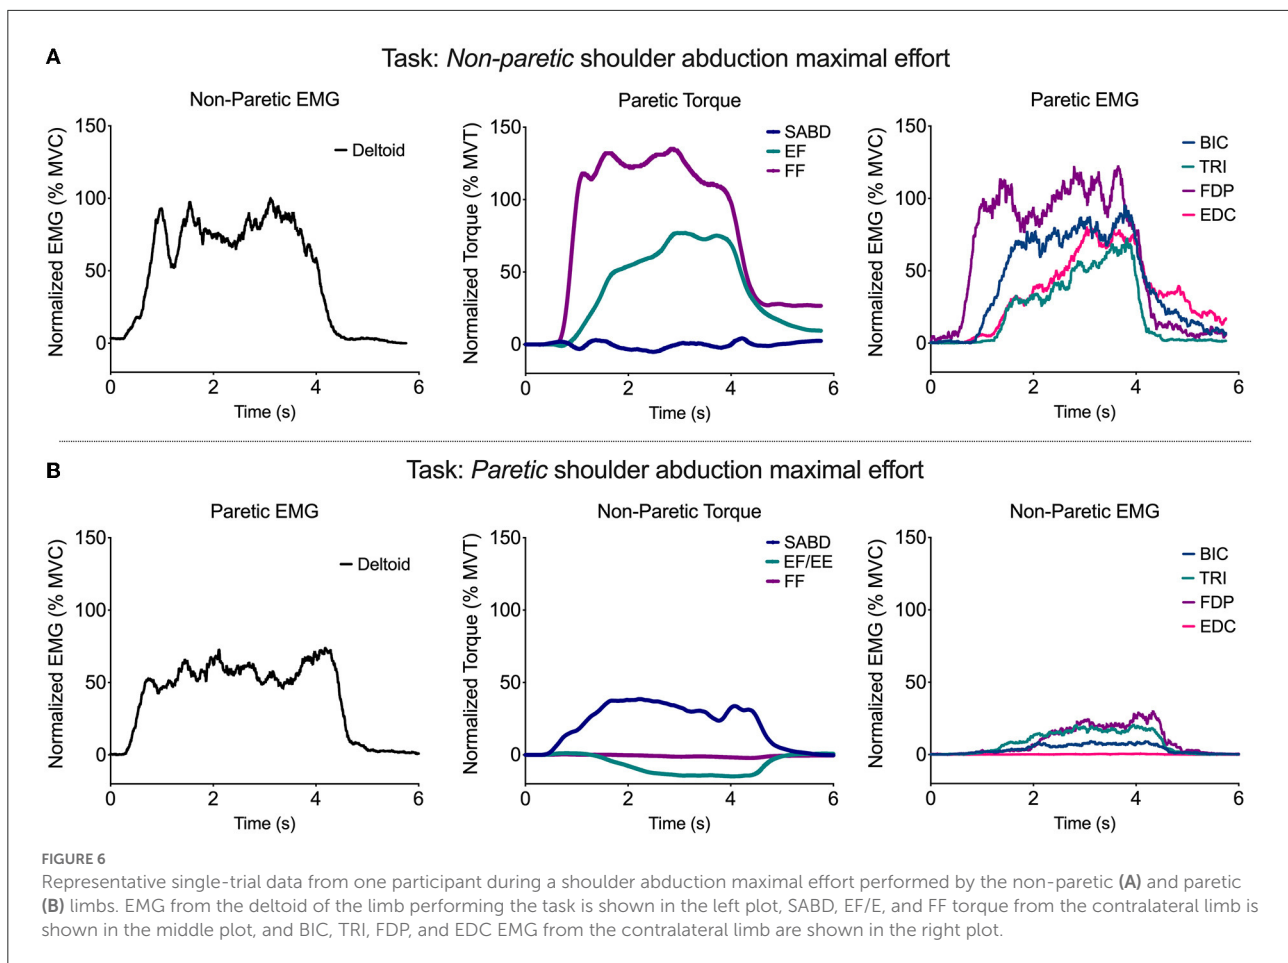 A
Task: Non-paretic shoulder abduction maximal effort
Non-Paretic EMG
Normalized EMG (% MVC)
150
100
50
0
Deltoid
0 2 4 6
Time (s)
Paretic Torque
Normalized Torque (% MVT)
150
100
50
0
SABD
EF
FF
0 2 4 6
Time (s)
Paretic EMG
Normalized EMG (% MVC)
150
100
50
0
BIC
TRI
FDP
EDC
0 2 4 6
Time (s)
B
Task: Paretic shoulder abduction maximal effort
Paretic EMG
Normalized EMG (% MVC)
150
100
50
0
Deltoid
0 2 4 6
Time (s)
Non-Paretic Torque
Normalized Torque (% MVT)
150
100
50
0
SABD
EF/EE
FF
0 2 4 6
Time (s)
Non-Paretic EMG
Normalized EMG (% MVC)
150
100
50
0
BIC
TRI
FDP
EDC
0 2 4 6
Time (s)
FIGURE 6
Representative single-trial data from one participant during a shoulder abduction maximal effort performed by the non-paretic (A) and paretic
(B) limbs. EMG from the deltoid of the limb performing the task is shown in the left plot, SABD, EF/E, and FF torque from the contralateral limb is
shown in the middle plot, and BIC, TRI, FDP, and EDC EMG from the contralateral limb are shown in the right plot.